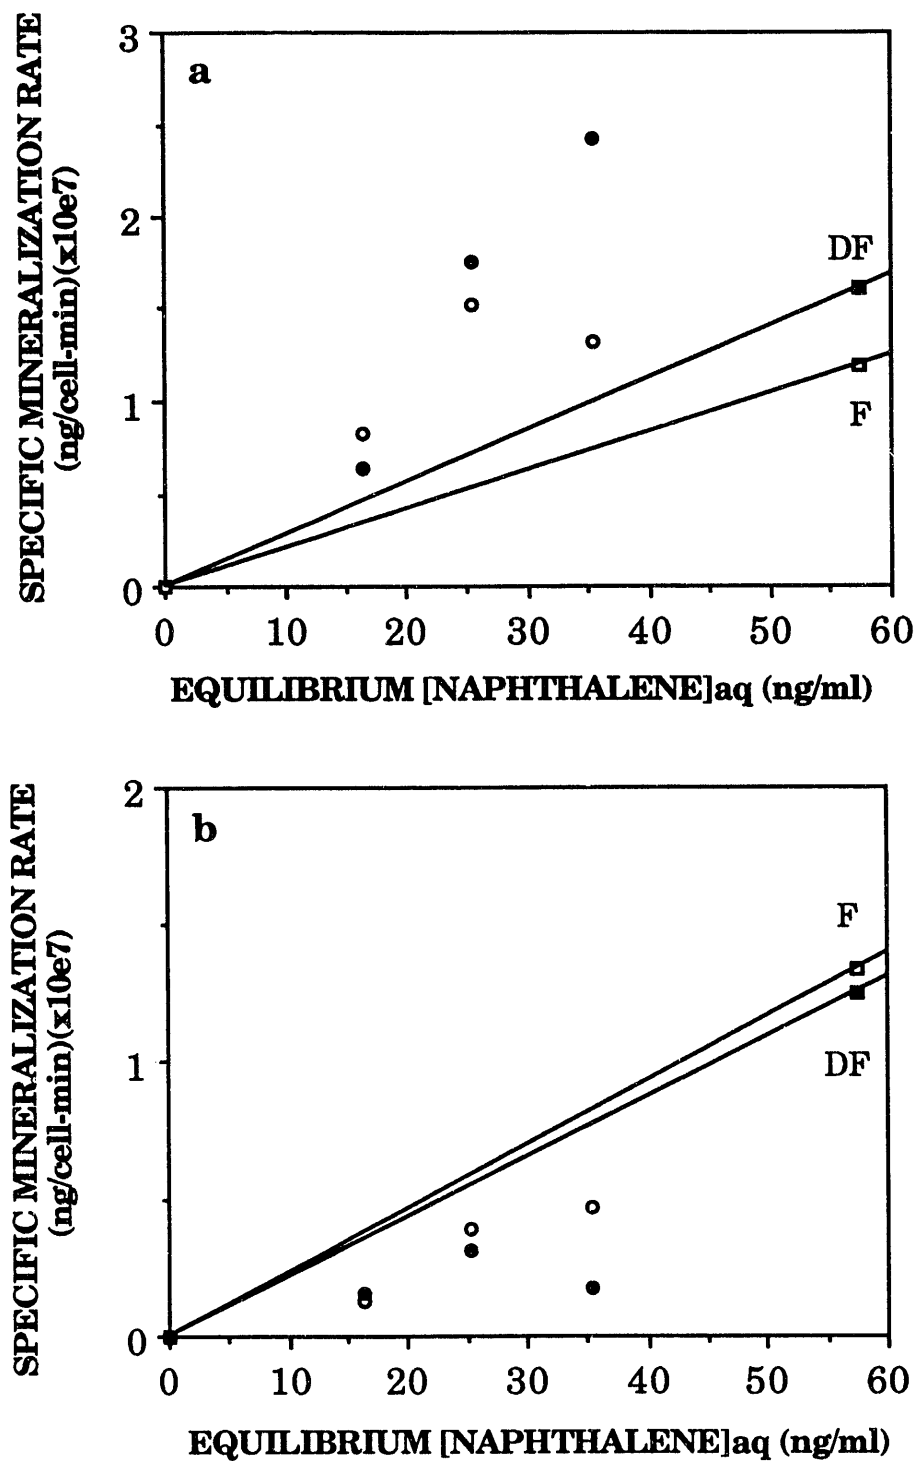 SPECIFIC MINERALIZATION RATE
(ng/cell-min)(x10e7)
3
2
1
0
a
DF
F
0 10 20 30 40 50 60
EQUILIBRIUM [NAPHTHALENE]aq (ng/ml)
SPECIFIC MINERALIZATION RATE
(ng/cell-min)(x10e7)
2
1
0
b
F
DF
0 10 20 30 40 50 60
EQUILIBRIUM [NAPHTHALENE]aq (ng/ml)